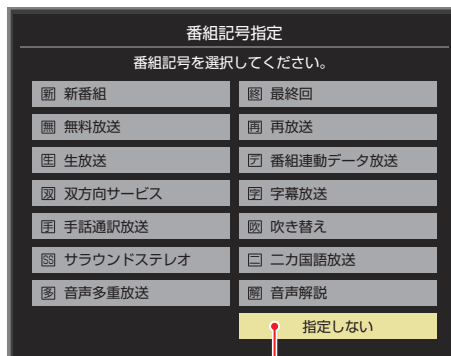 番組記号指定
番組記号を選択してください。
新 新番組
終 最終回
無 無料放送
再 再放送
生 生放送
デ 番組連動データ放送
双 双方向サービス
字 字幕放送
手 手話通訳放送
吹 吹き替え
SS サラウンドステレオ
二 二カ国語放送
多 音声多重放送
解 音声解説
指定しない